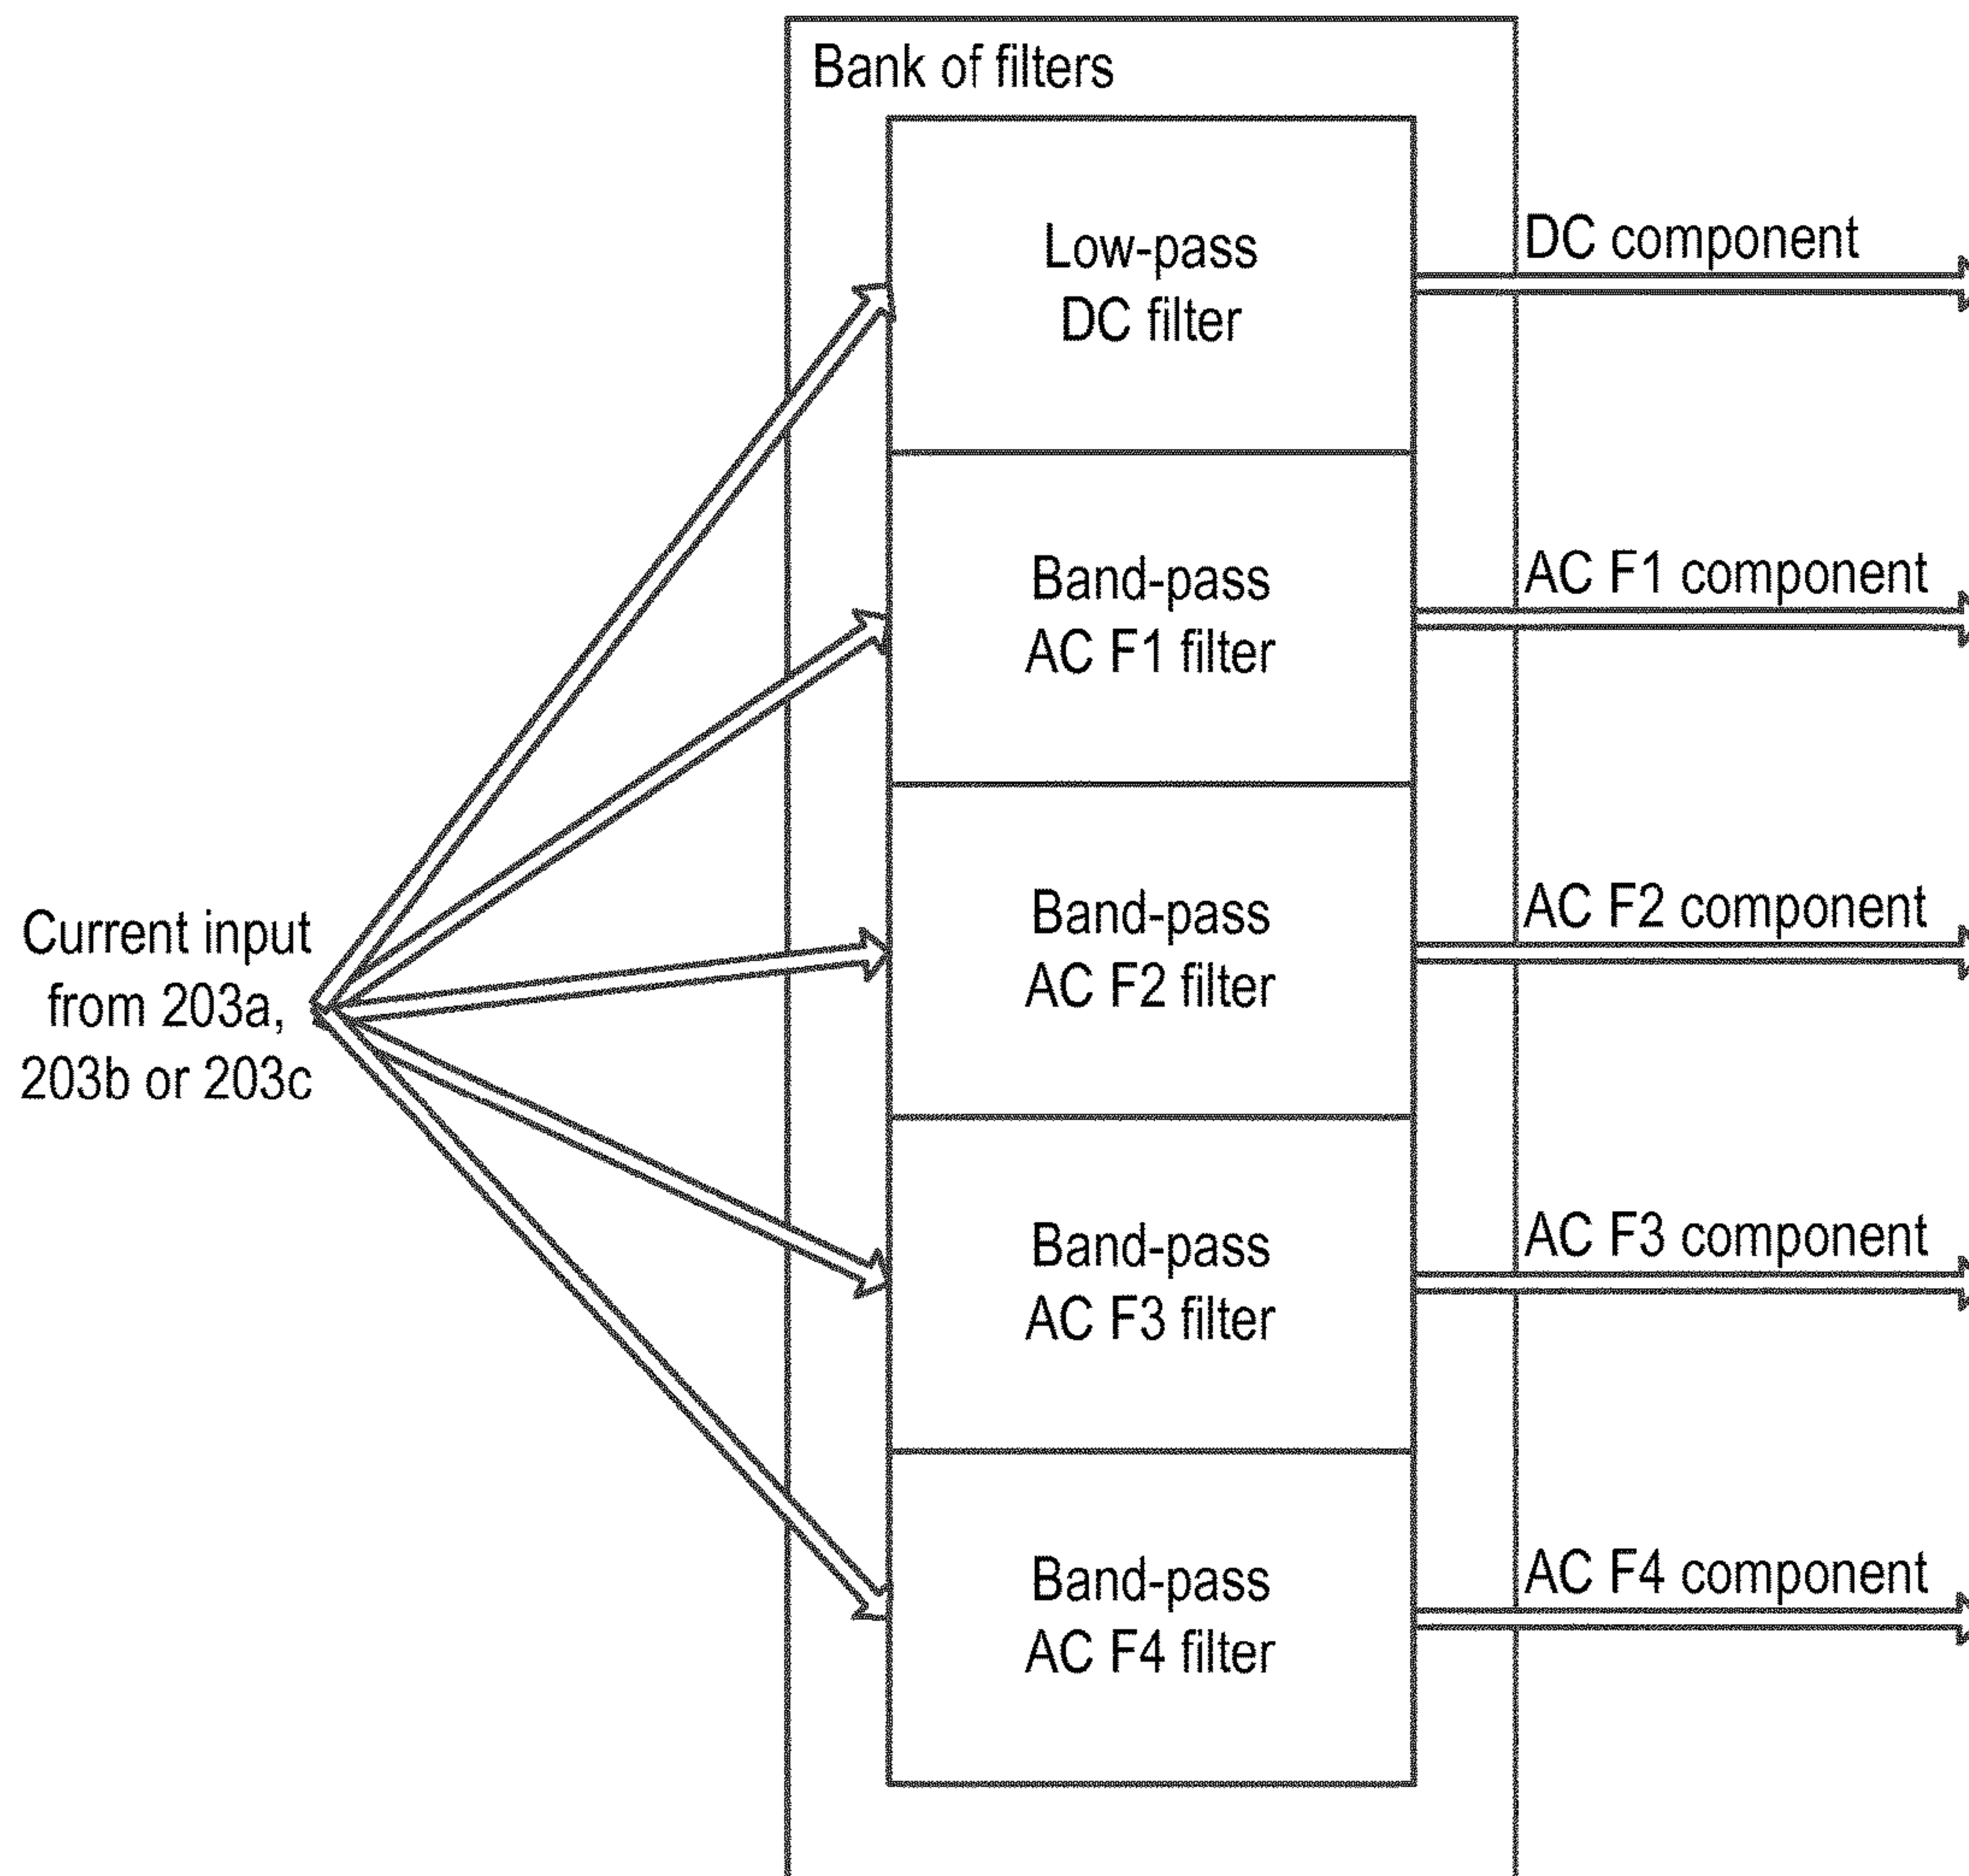 Bank of filters
Low-pass
DC filter
DC component
Band-pass
AC F1 filter
AC F1 component
Current input
from 203a,
203b or 203c
Band-pass
AC F2 filter
AC F2 component
Band-pass
AC F3 filter
AC F3 component
Band-pass
AC F4 filter
AC F4 component